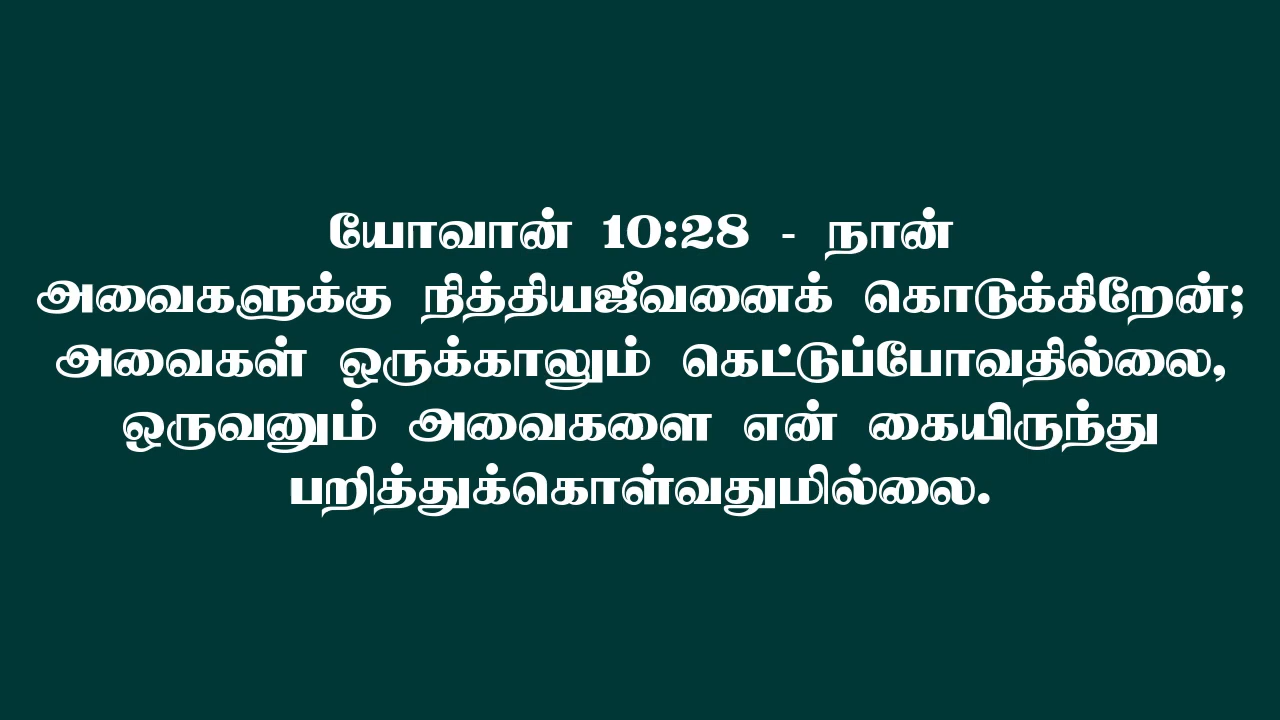 யோவான் 10:28 - நான்
அவைகளுக்கு நித்தியஜீவனைக் கொடுக்கிறேன்;
அவைகள் ஒருக்காலும் கெட்டுப்போவதில்லை,
ஒருவனும் அவைகளை என் கையிருந்து
பறித்துக்கொள்வதுமில்லை.